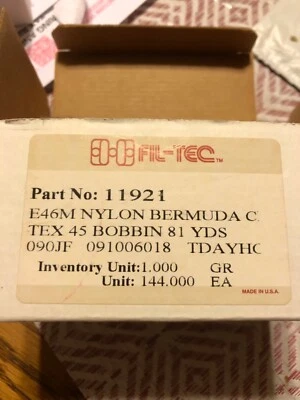 FIL-TEC™
Part No: 11921
E46M NYLON BERMUDA C
TEX 45 BOBBIN 81 YDS
090JF 091006018 TDAYHC
Inventory Unit:1.000 GR
Unit: 144.000 EA
MADE IN U.S.A.